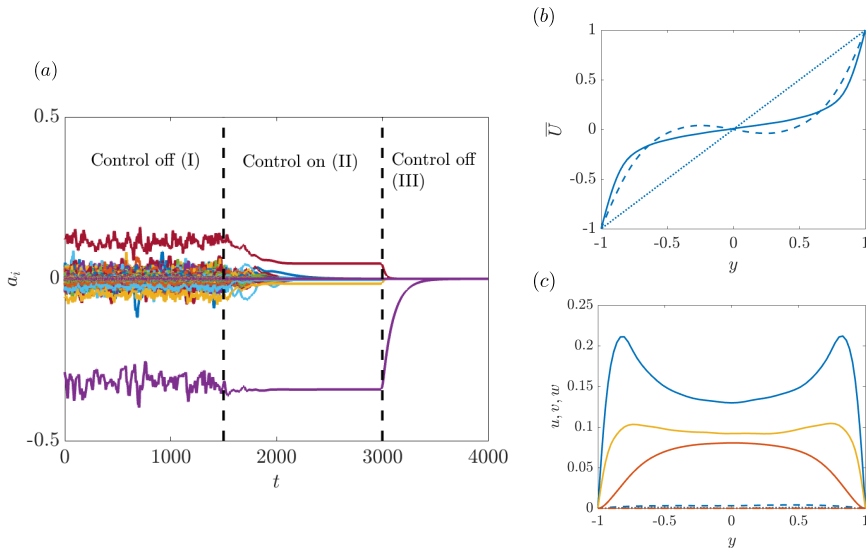 (a)
0.5
0
-0.5
a_i
Control off (I)
Control on (II)
Control off
(III)
0
1000
2000
3000
4000
t
(b)
1
0.5
0
-0.5
-1
U̅
-1
-0.5
0
0.5
1
y
(c)
0.25
0.2
0.15
0.1
0.05
0
u, v, w
-1
-0.5
0
0.5
1
y